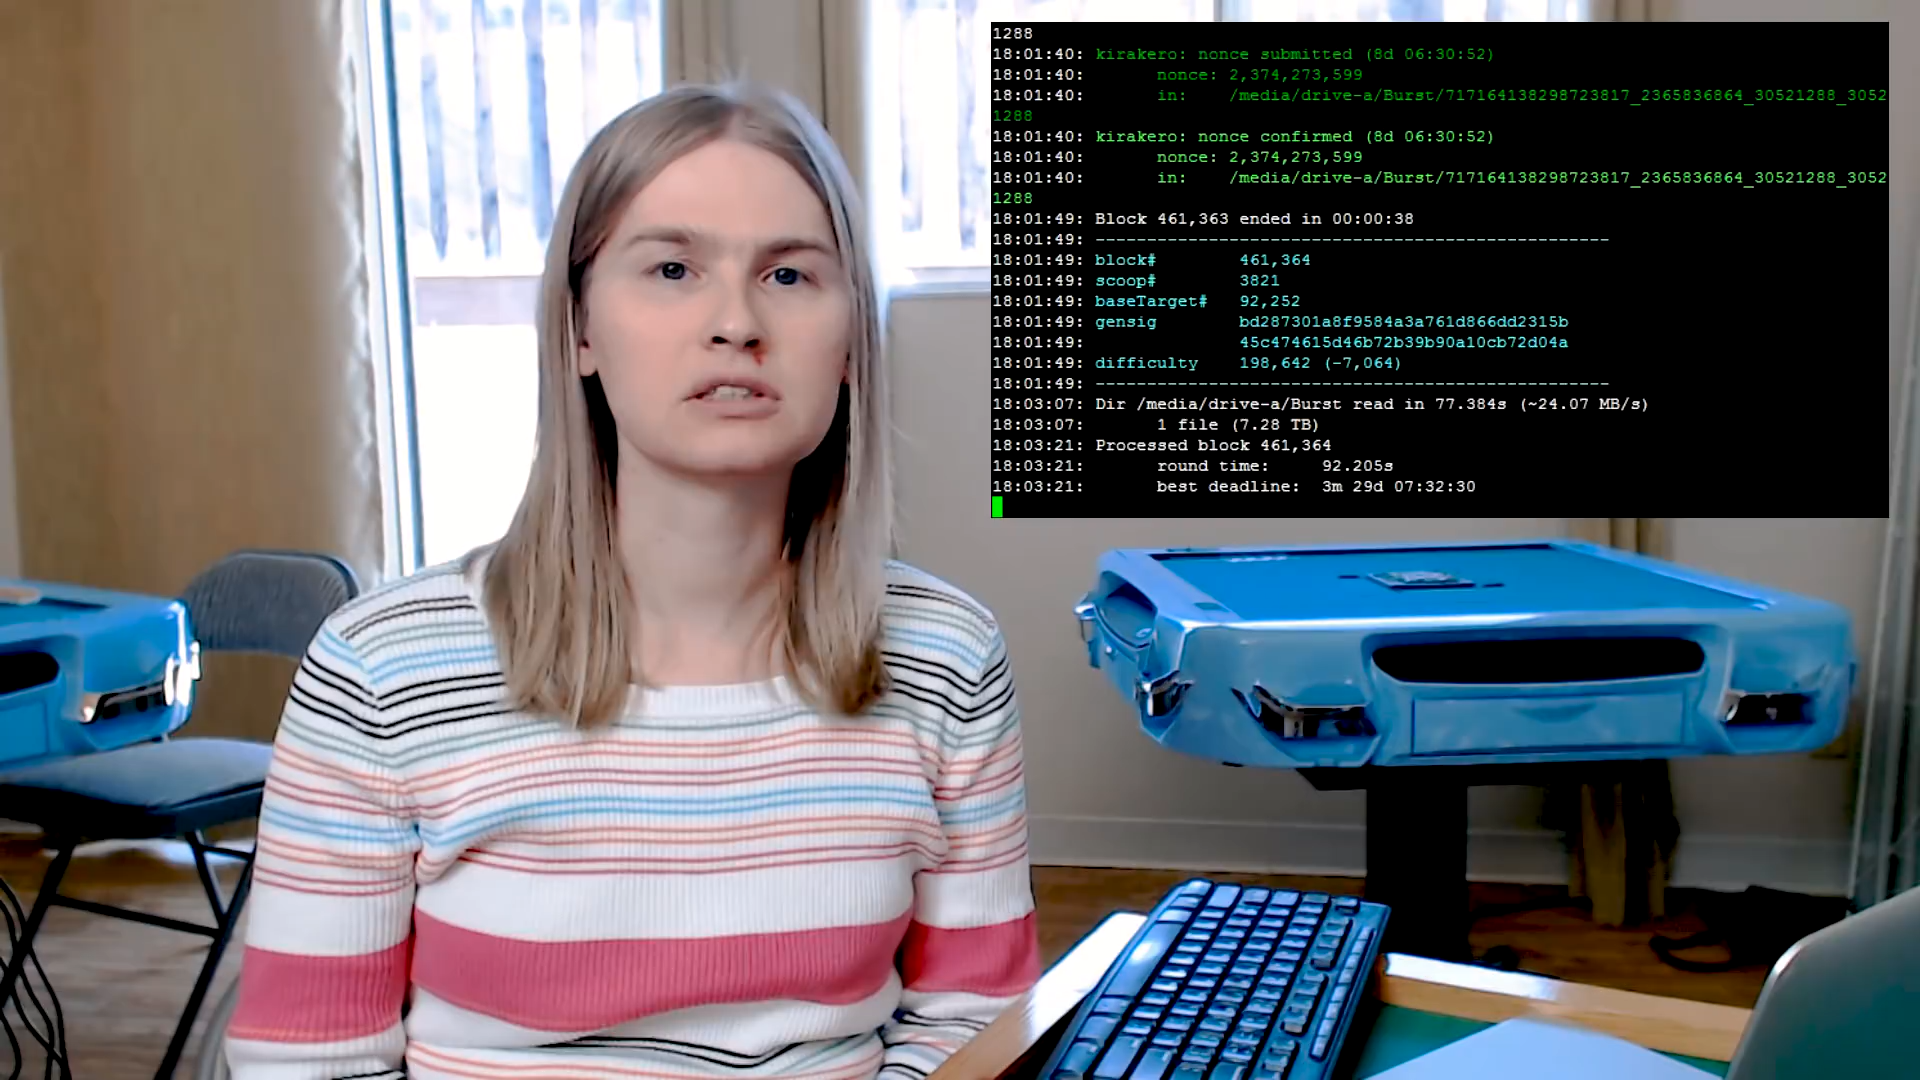 1288
18:01:40: kirakero: nonce submitted (8d 06:30:52)
18:01:40: nonce: 2,374,273,599
18:01:40: in: /media/drive-a/Burst/717164138298723817_2365836864_30521288_3052
1288
18:01:40: kirakero: nonce confirmed (8d 06:30:52)
18:01:40: nonce: 2,374,273,599
18:01:40: in: /media/drive-a/Burst/717164138298723817_2365836864_30521288_3052
1288
18:01:49: Block 461,363 ended in 00:00:38
18:01:49: --------------------------------------------------
18:01:49: block# 461,364
18:01:49: scoop# 3821
18:01:49: baseTarget# 92,252
18:01:49: gensig bd287301a8f9584a3a761d866dd2315b
18:01:49: 45c474615d46b72b39b90a10cb72d04a
18:01:49: difficulty 198,642 (-7,064)
18:01:49: --------------------------------------------------
18:03:07: Dir /media/drive-a/Burst read in 77.384s (~24.07 MB/s)
18:03:07: 1 file (7.28 TB)
18:03:21: Processed block 461,364
18:03:21: round time: 92.205s
18:03:21: best deadline: 3m 29d 07:32:30